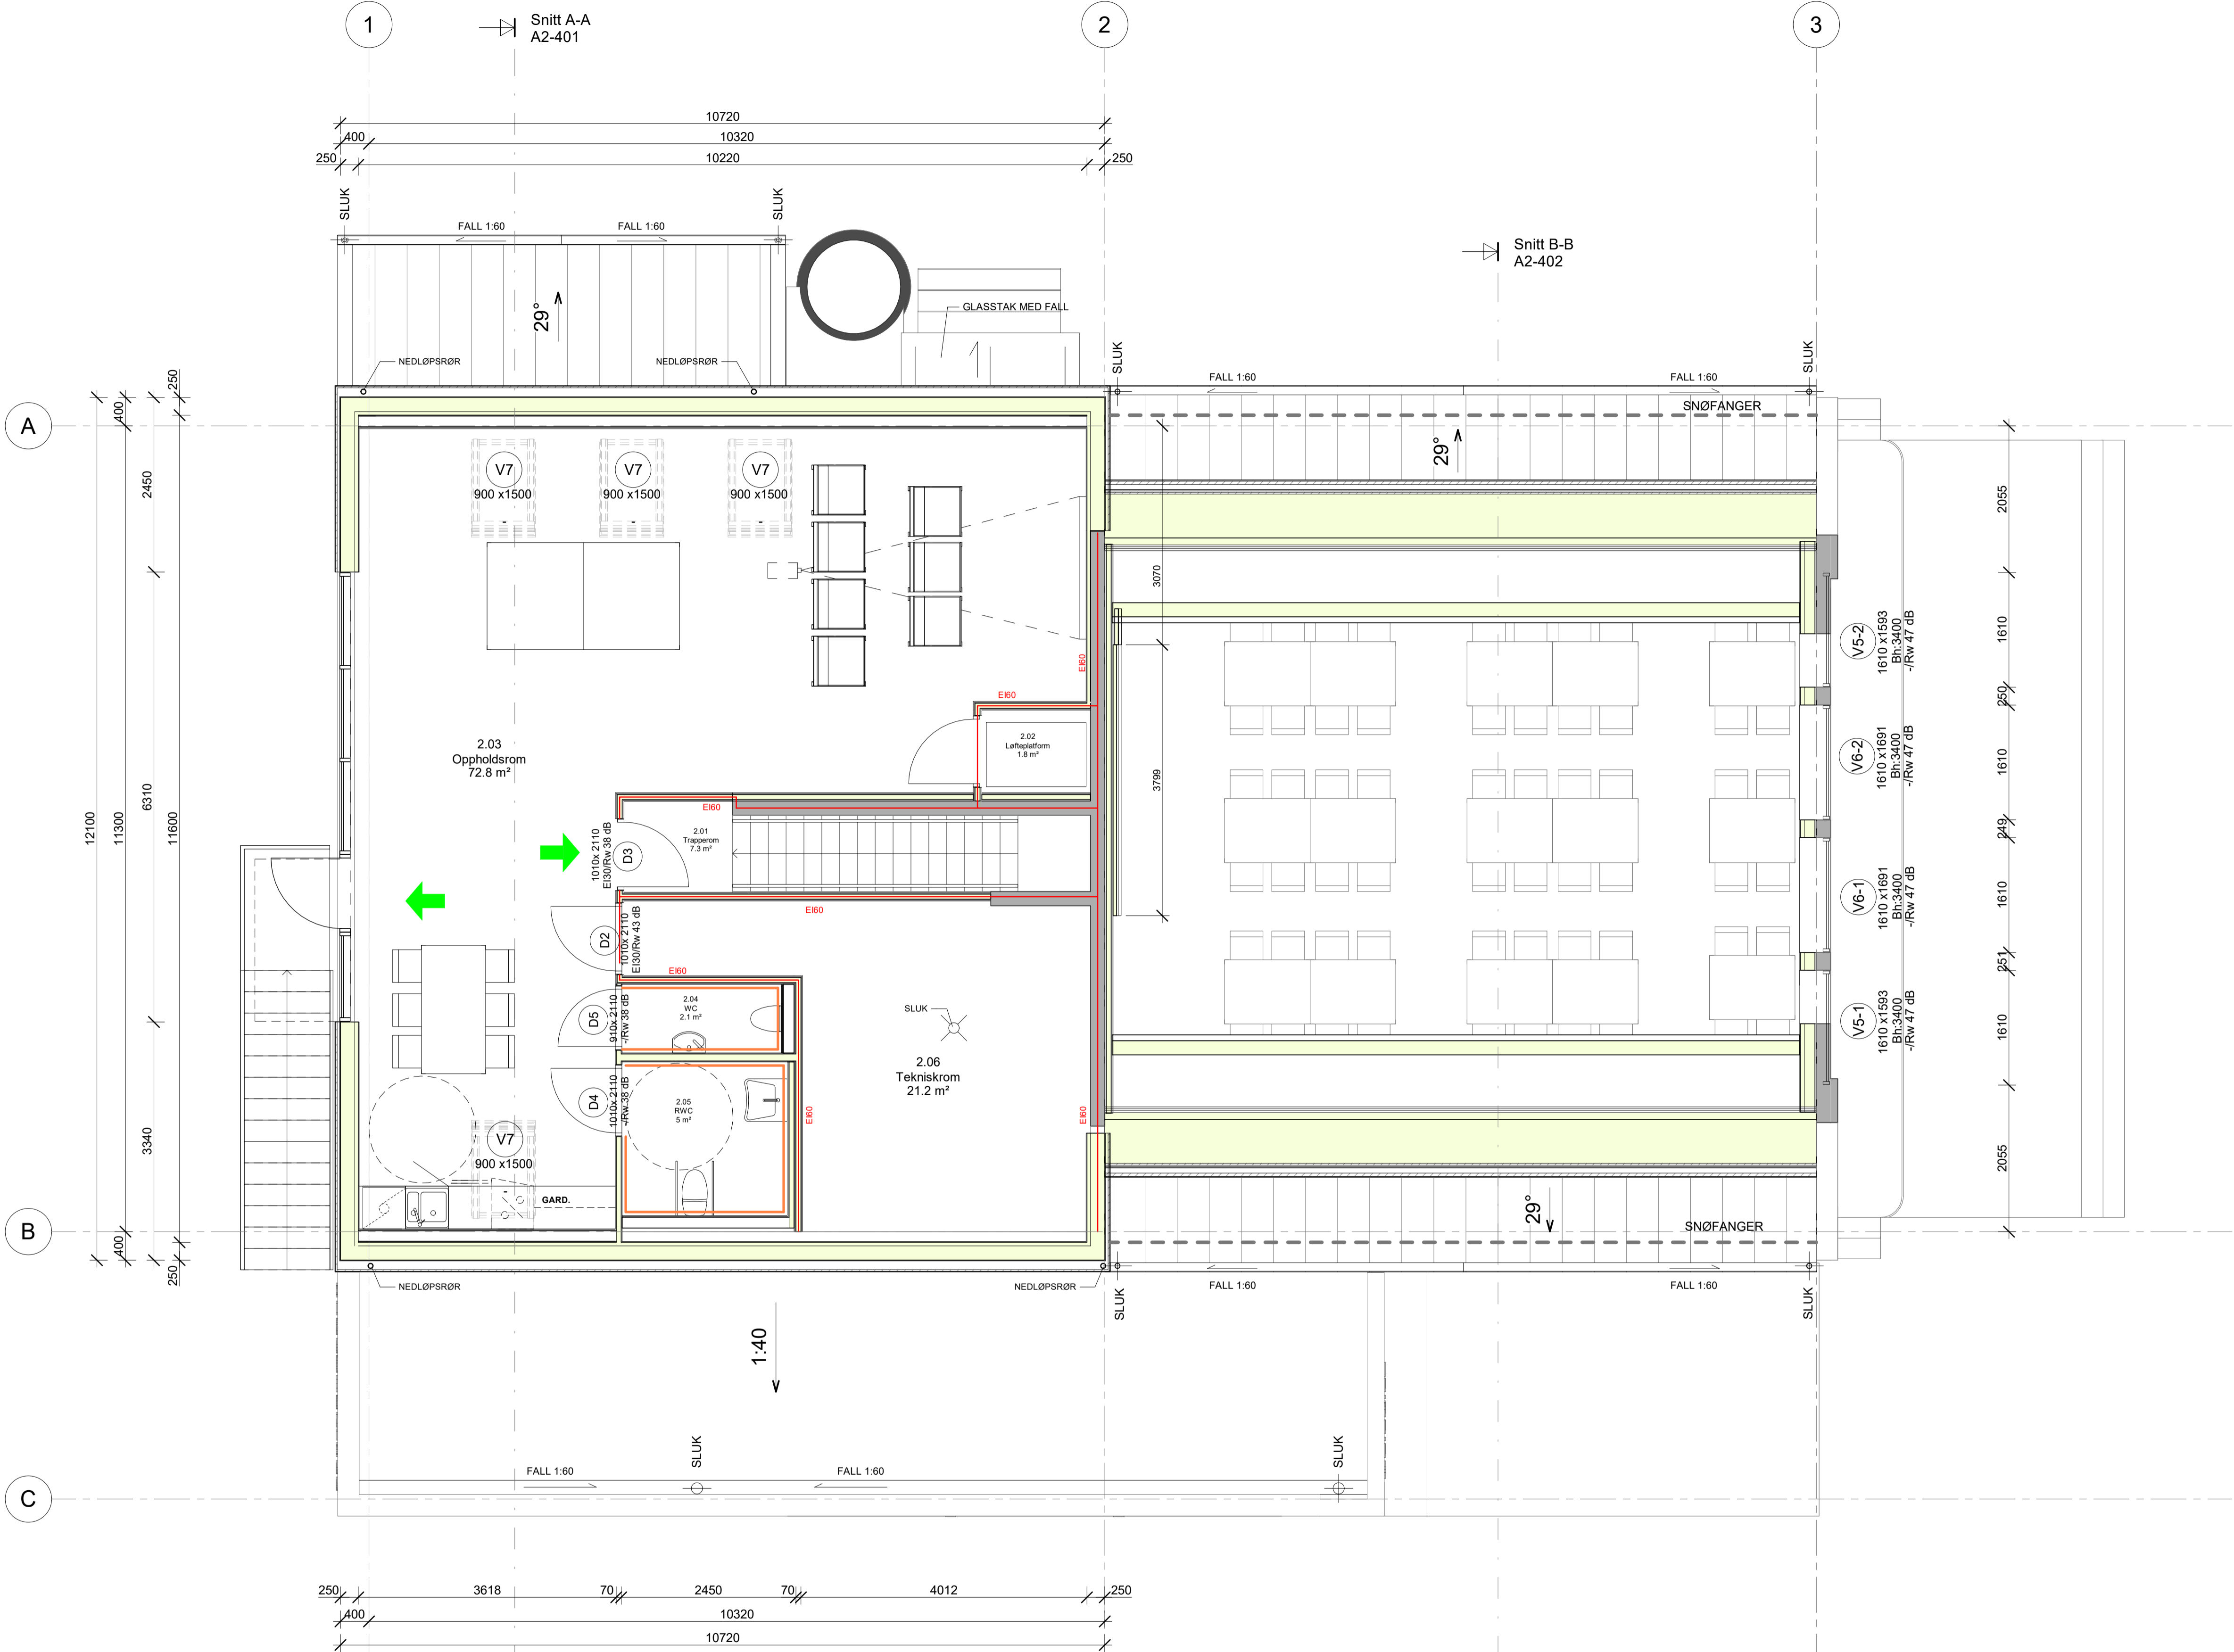 1
2
3
Snitt A-A
A2-401
10720
400
10320
250
10220
250
SLUK
SLUK
FALL 1:60
FALL 1:60
Snitt B-B
A2-402
29°
GLASSTAK MED FALL
NEDLØPSRØR
NEDLØPSRØR
SLUK
SLUK
FALL 1:60
FALL 1:60
SNØFANGER
29°
A
B
C
12100
400
11300
400
2450
6310
3340
250
11600
250
V7
900 x1500
V7
900 x1500
V7
900 x1500
EI60
EI60
2.02
Løfteplatform
1.8 m²
2.03
Oppholdsrom
72.8 m²
EI60
2.01
Trapperom
7.3 m²
D3
1010x 2110
EI30/Rw 38 dB
EI60
D2
1010x 2110
EI30/Rw 43 dB
EI60
2.04
WC
2.1 m²
D5
910x 2110
-/Rw 38 dB
SLUK
2.06
Tekniskrom
21.2 m²
D4
1010x 2110
-/Rw 38 dB
2.05
RWC
5 m²
EI60
EI60
V7
900 x1500
GARD.
3070
3799
V5-2
1610 x1593
Bh:3400
-/Rw 47 dB
V6-2
1610 x1691
Bh:3400
-/Rw 47 dB
V6-1
1610 x1691
Bh:3400
-/Rw 47 dB
V5-1
1610 x1593
Bh:3400
-/Rw 47 dB
2055
1610
250
1610
249
1610
251
1610
2055
29°
SNØFANGER
NEDLØPSRØR
NEDLØPSRØR
FALL 1:60
FALL 1:60
SLUK
SLUK
1:40
SLUK
SLUK
FALL 1:60
FALL 1:60
250
3618
70
2450
70
4012
250
400
10320
10720